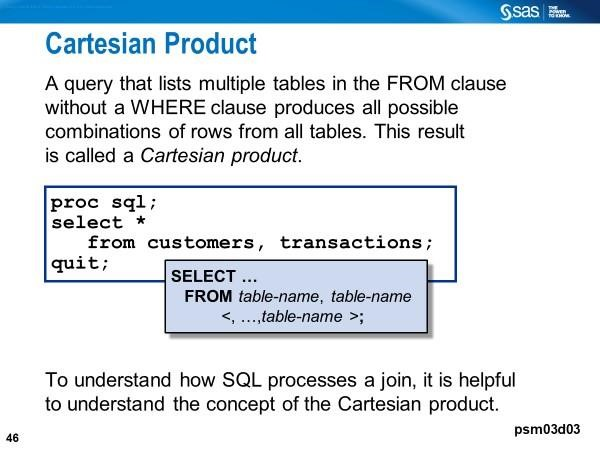 sas THE POWER TO KNOW.
Cartesian Product
A query that lists multiple tables in the FROM clause
without a WHERE clause produces all possible
combinations of rows from all tables. This result
is called a Cartesian product.
proc sql;
select *
from customers, transactions;
quit;
SELECT …
FROM table-name, table-name
<, …,table-name >;
To understand how SQL processes a join, it is helpful
to understand the concept of the Cartesian product.
46
psm03d03